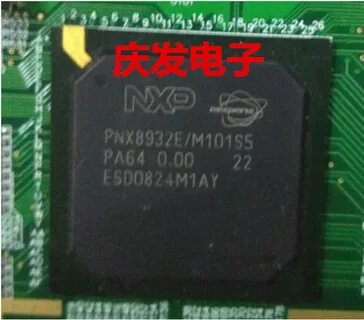 庆发电子
NXP
PNX8932E/M101S5
PA64 0.00 22
ESD0824M1AY